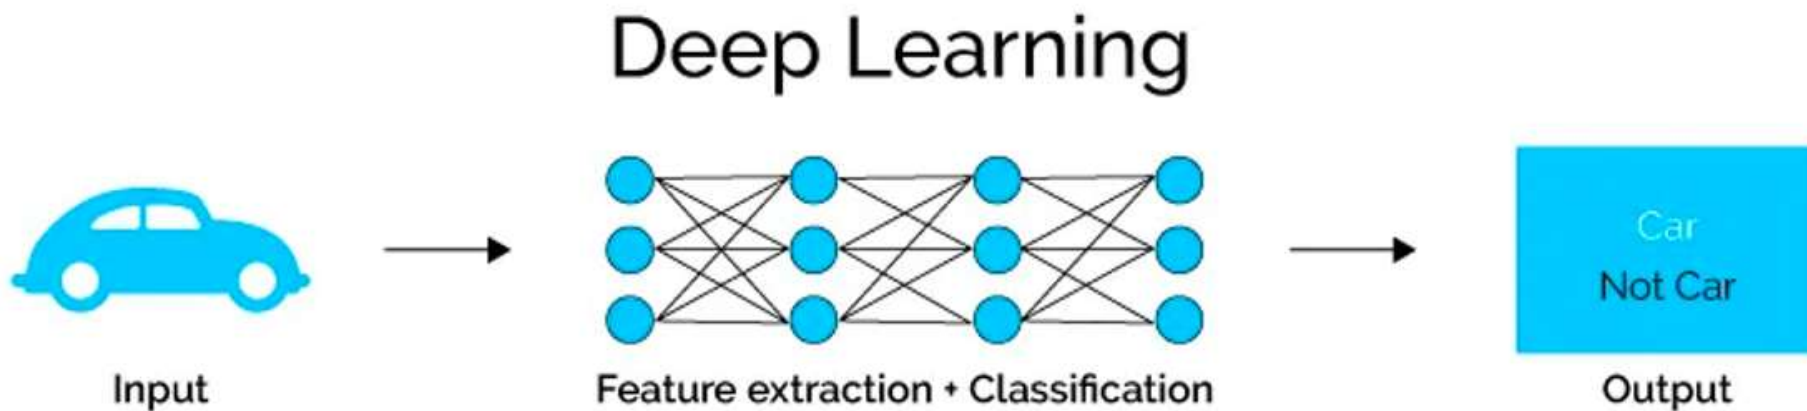 Deep Learning
Car
Not Car
Input
Feature extraction + Classification
Output